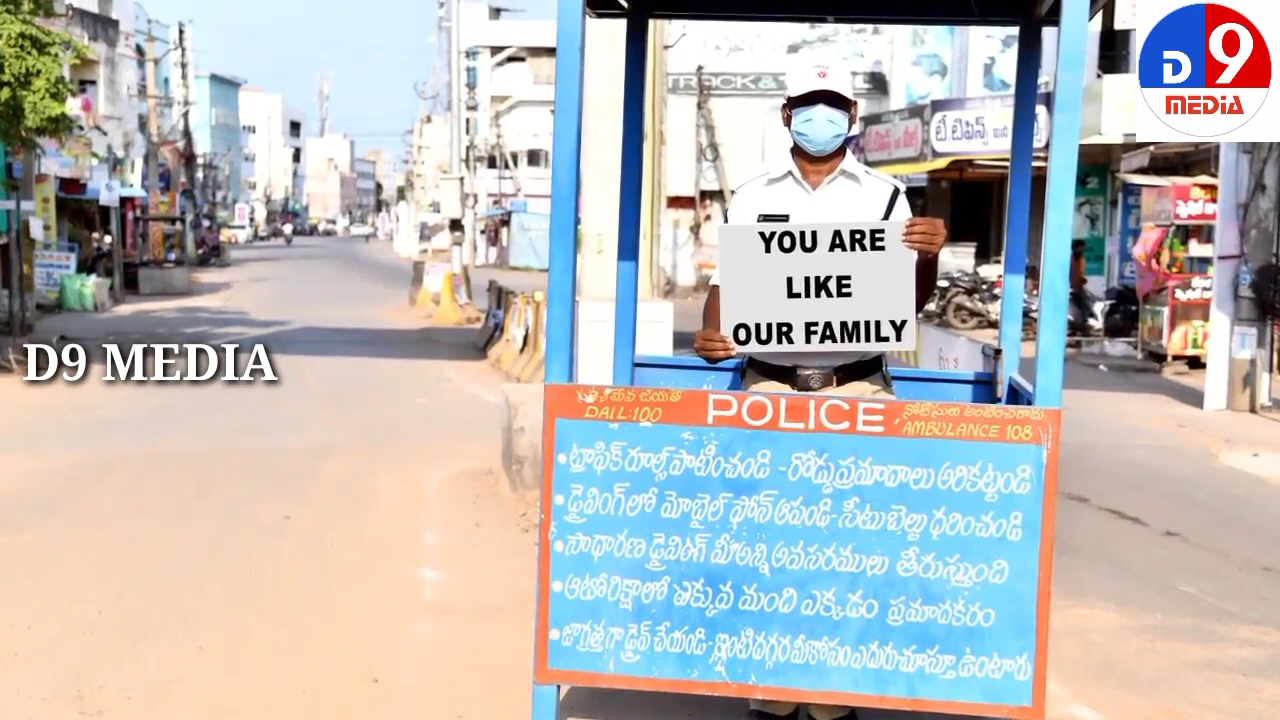 D9
MEDIA
TRACK &
టీ.టిఫిన్స్
YOU ARE
LIKE
OUR FAMILY
D9 MEDIA
DAIL:100
POLICE
నోటీసులు అంటించరాదు
AMBULANCE 108
• ట్రాఫిక్ రూల్స్ పాటించండి - రోడ్డు ప్రమాదాలు అరికట్టండి
• డ్రైవింగ్ లో మోబైల్ ఫోన్ ఆపండి - సీటు బెల్టు ధరించండి
• సాధారణ డ్రైవింగ్ మీ అన్ని అవసరములు తీరుస్తుంది
• ఆటోరిక్షాలో ఎక్కువ మంది ఎక్కడం ప్రమాదకరం
• జాగ్రత్తగా డ్రైవ్ చేయండి - ఇంటి దగ్గర మీకోసం ఎదురు చూస్తూ ఉంటారు